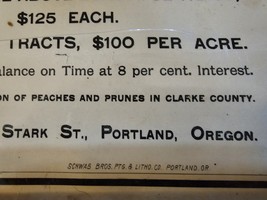 $125 EACH.
TRACTS, $100 PER ACRE.
alance on Time at 8 per cent. Interest.
ON OF PEACHES AND PRUNES IN CLARKE COUNTY.
STARK ST., PORTLAND, OREGON.
SCHWAB BROS. PTG & LITHO. CO. PORTLAND, OR